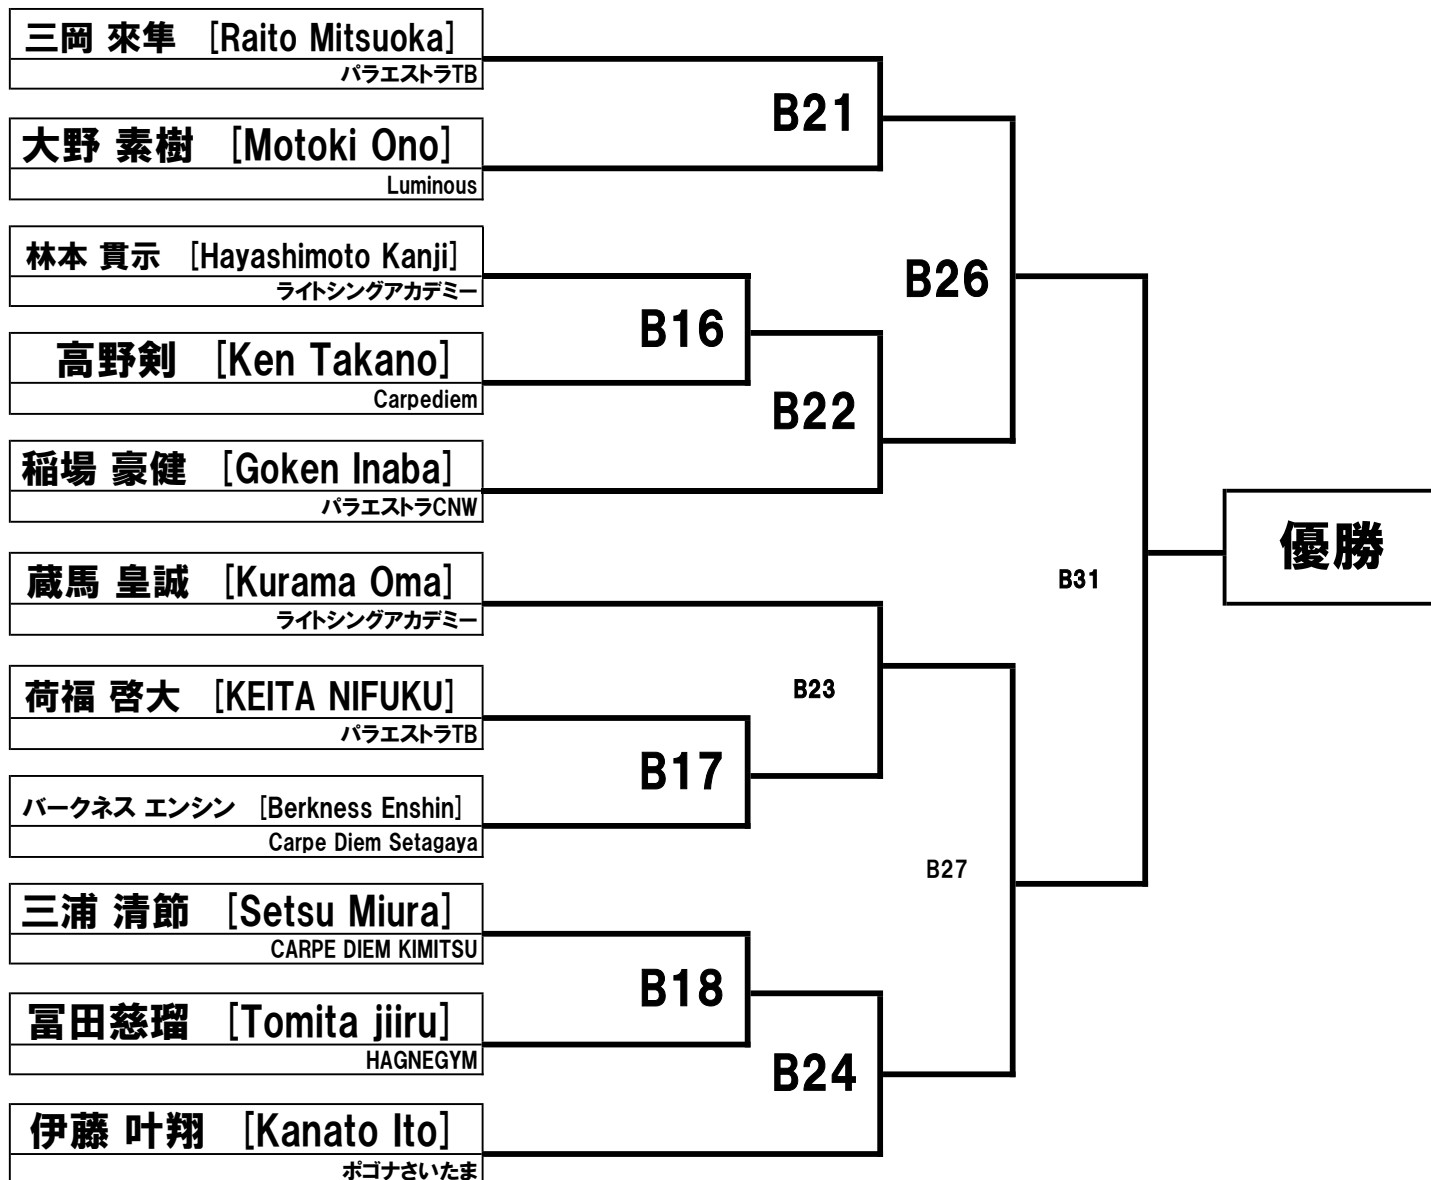 三岡 來隼 [Raito Mitsuoka]
パラエストラTB
大野 素樹 [Motoki Ono]
Luminous
林本 貫示 [Hayashimoto Kanji]
ライトシングアカデミー
高野剣 [Ken Takano]
Carpediem
稲場 豪健 [Goken Inaba]
パラエストラCNW
蔵馬 皇誠 [Kurama Oma]
ライトシングアカデミー
荷福 啓大 [KEITA NIFUKU]
パラエストラTB
バークネス エンシン [Berkness Enshin]
Carpe Diem Setagaya
三浦 清節 [Setsu Miura]
CARPE DIEM KIMITSU
冨田慈瑠 [Tomita jiiru]
HAGNEGYM
伊藤 叶翔 [Kanato Ito]
ポゴナさいたま
B16
B17
B18
B21
B22
B23
B24
B26
B27
B31
優勝